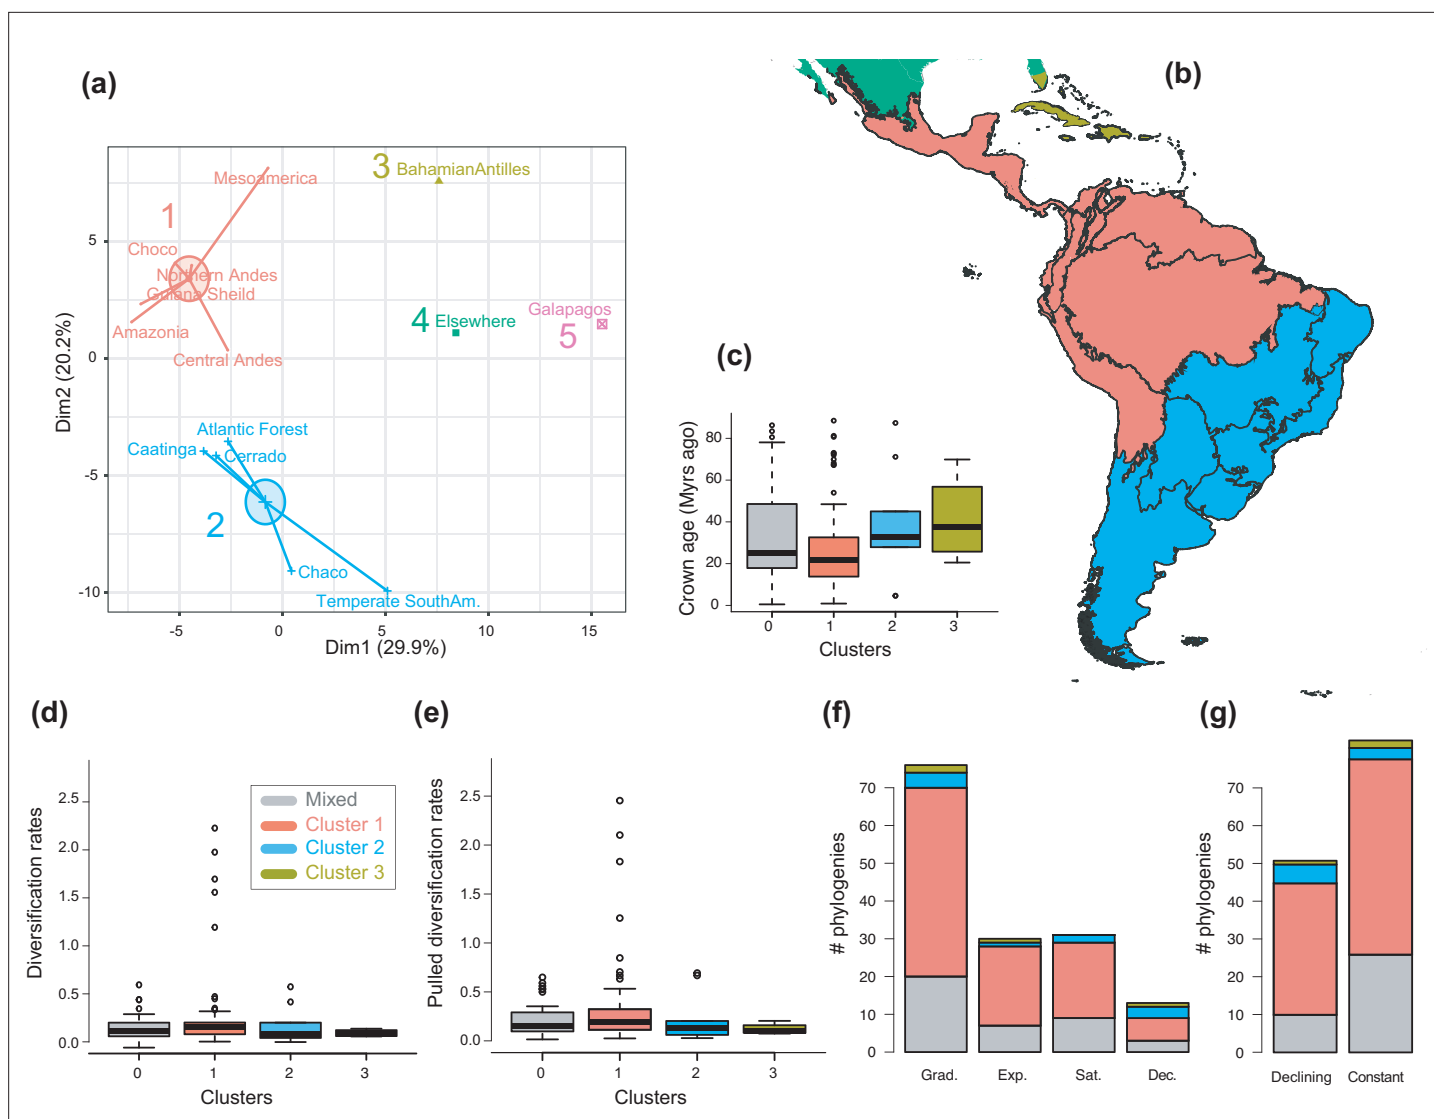 (a)
(b)
Mesoamerica
3 BahamianAntilles
1
Choco
Northern Andes
Guiana Sheild
Amazonia
Central Andes
4 Elsewhere
Galapagos
5
Atlantic Forest
Caatinga
Cerrado
2
Chaco
Temperate SouthAm.
5
0
-5
-10
Dim2 (20.2%)
-5
0
5
10
15
Dim1 (29.9%)
(c)
Crown age (Myrs ago)
80
60
40
20
0
0
1
2
3
Clusters
(d)
Diversification rates
2.5
2.0
1.5
1.0
0.5
0.0
0
1
2
3
Clusters
Mixed
Cluster 1
Cluster 2
Cluster 3
(e)
Pulled diversification rates
2.5
2.0
1.5
1.0
0.5
0.0
0
1
2
3
Clusters
(f)
# phylogenies
70
60
50
40
30
20
10
0
Grad.
Exp.
Sat.
Dec.
(g)
# phylogenies
70
60
50
40
30
20
10
0
Declining
Constant